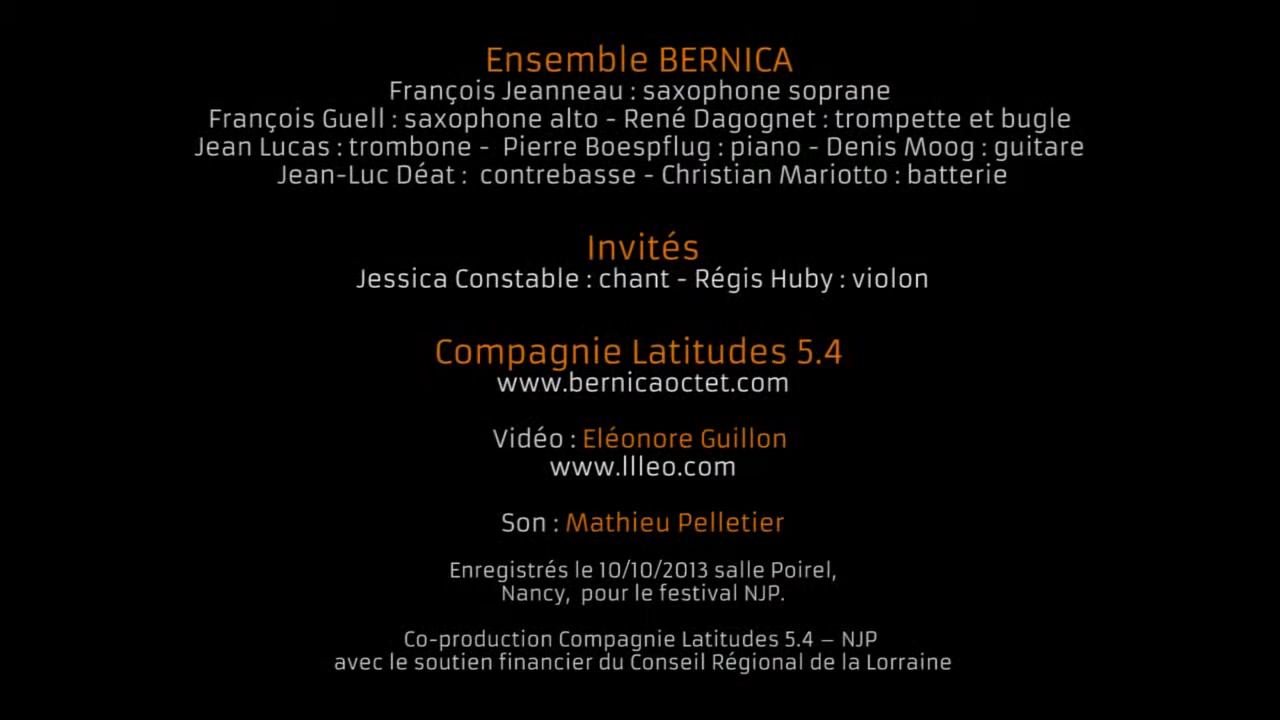 Ensemble BERNICA
François Jeanneau : saxophone soprane
François Guell : saxophone alto - René Dagognet : trompette et bugle
Jean Lucas : trombone - Pierre Boespflug : piano - Denis Moog : guitare
Jean-Luc Déat : contrebasse - Christian Mariotto : batterie
Invités
Jessica Constable : chant - Régis Huby : violon
Compagnie Latitudes 5.4
www.bernicaoctet.com
Vidéo : Eléonore Guillon
www.llleo.com
Son : Mathieu Pelletier
Enregistrés le 10/10/2013 salle Poirel,
Nancy, pour le festival NJP.
Co-production Compagnie Latitudes 5.4 – NJP
avec le soutien financier du Conseil Régional de la Lorraine